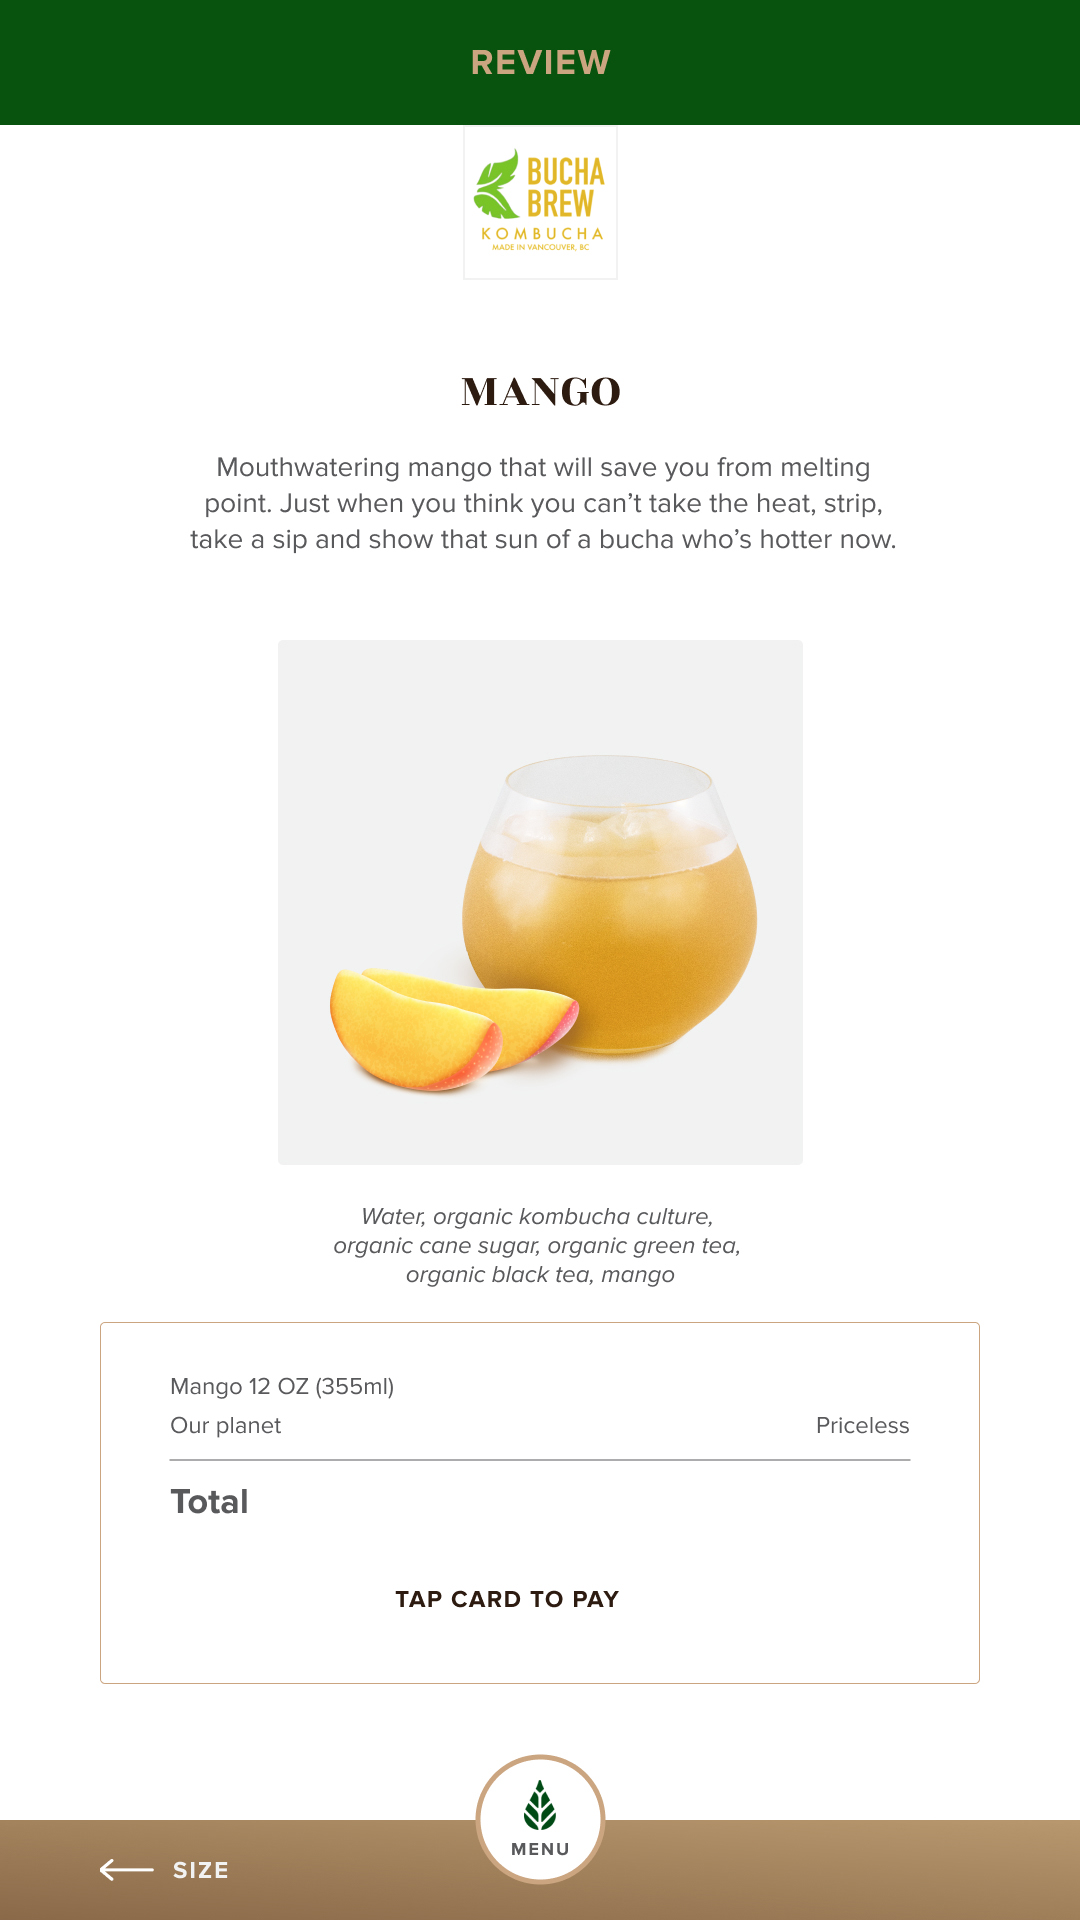 REVIEW
BUCHA
BREW
KOMBUCHA
MADE IN VANCOUVER, BC
MANGO
Mouthwatering mango that will save you from melting
point. Just when you think you can’t take the heat, strip,
take a sip and show that sun of a bucha who’s hotter now.
Water, organic kombucha culture,
organic cane sugar, organic green tea,
organic black tea, mango
Mango 12 OZ (355ml)
Our planet Priceless
Total
TAP CARD TO PAY
MENU
SIZE